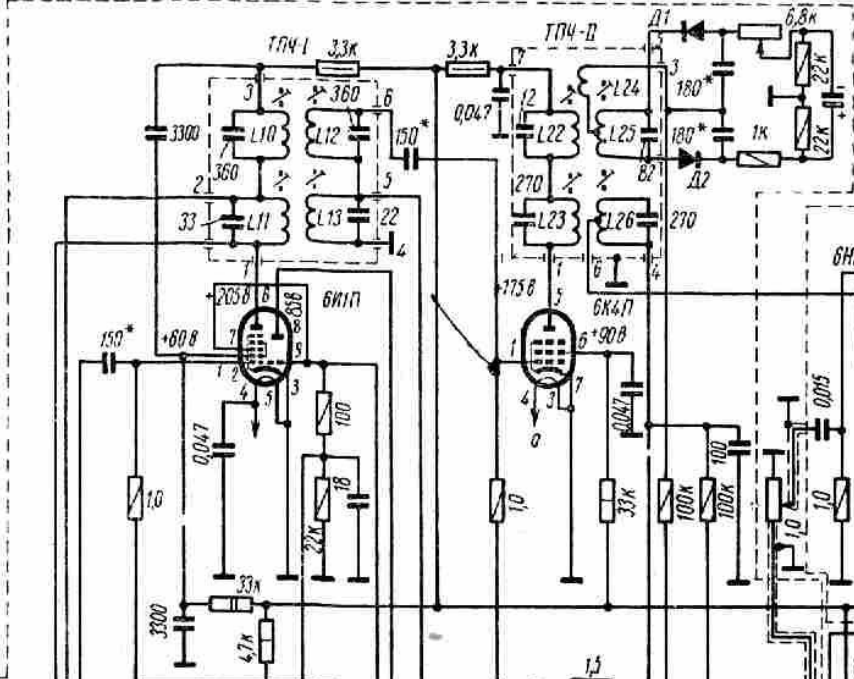 ТПЧ-I
3,3к
3,3к
ТПЧ-II
Д1
6,8к
3
6
7
3
22к
360
L24
180*
3300
L10
L12
0,047
12
L22
L25
+
150*
180*
1к
22к
360
2
5
82
Д2
270
33
L11
L13
22
L23
L26
270
4
1
1
6
4
+205В
6
85В
6И1П
+175В
5
6К4П
6Н
8
150*
+60В
7
9
1
6
+90В
1
2
4
5
3
4
3
7
0,015
100
а
0,047
0,047
100
1,0
18
1,0
33к
100к
100к
1,0
1,0
22к
33к
3300
4,7к
1,5